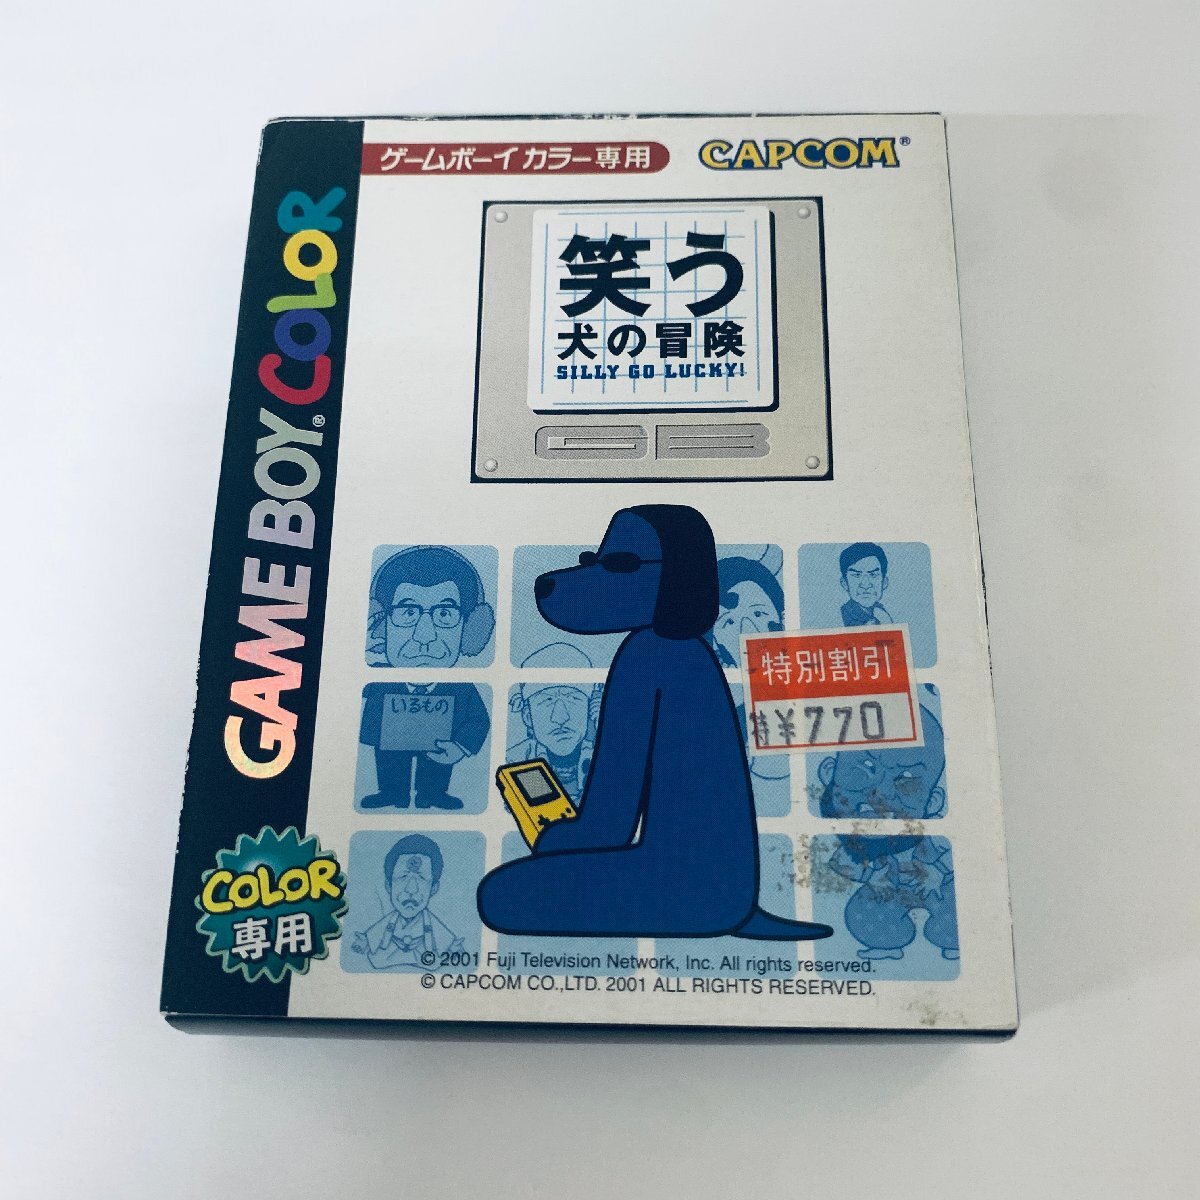 ゲームボーイカラー専用
CAPCOM®
GAME BOY® COLOR
笑う
犬の冒険
SILLY GO LUCKY!
GB
特別割引
特¥770
いるもの
COLOR
専用
© 2001 Fuji Television Network, Inc. All rights reserved.
© CAPCOM CO.,LTD. 2001 ALL RIGHTS RESERVED.